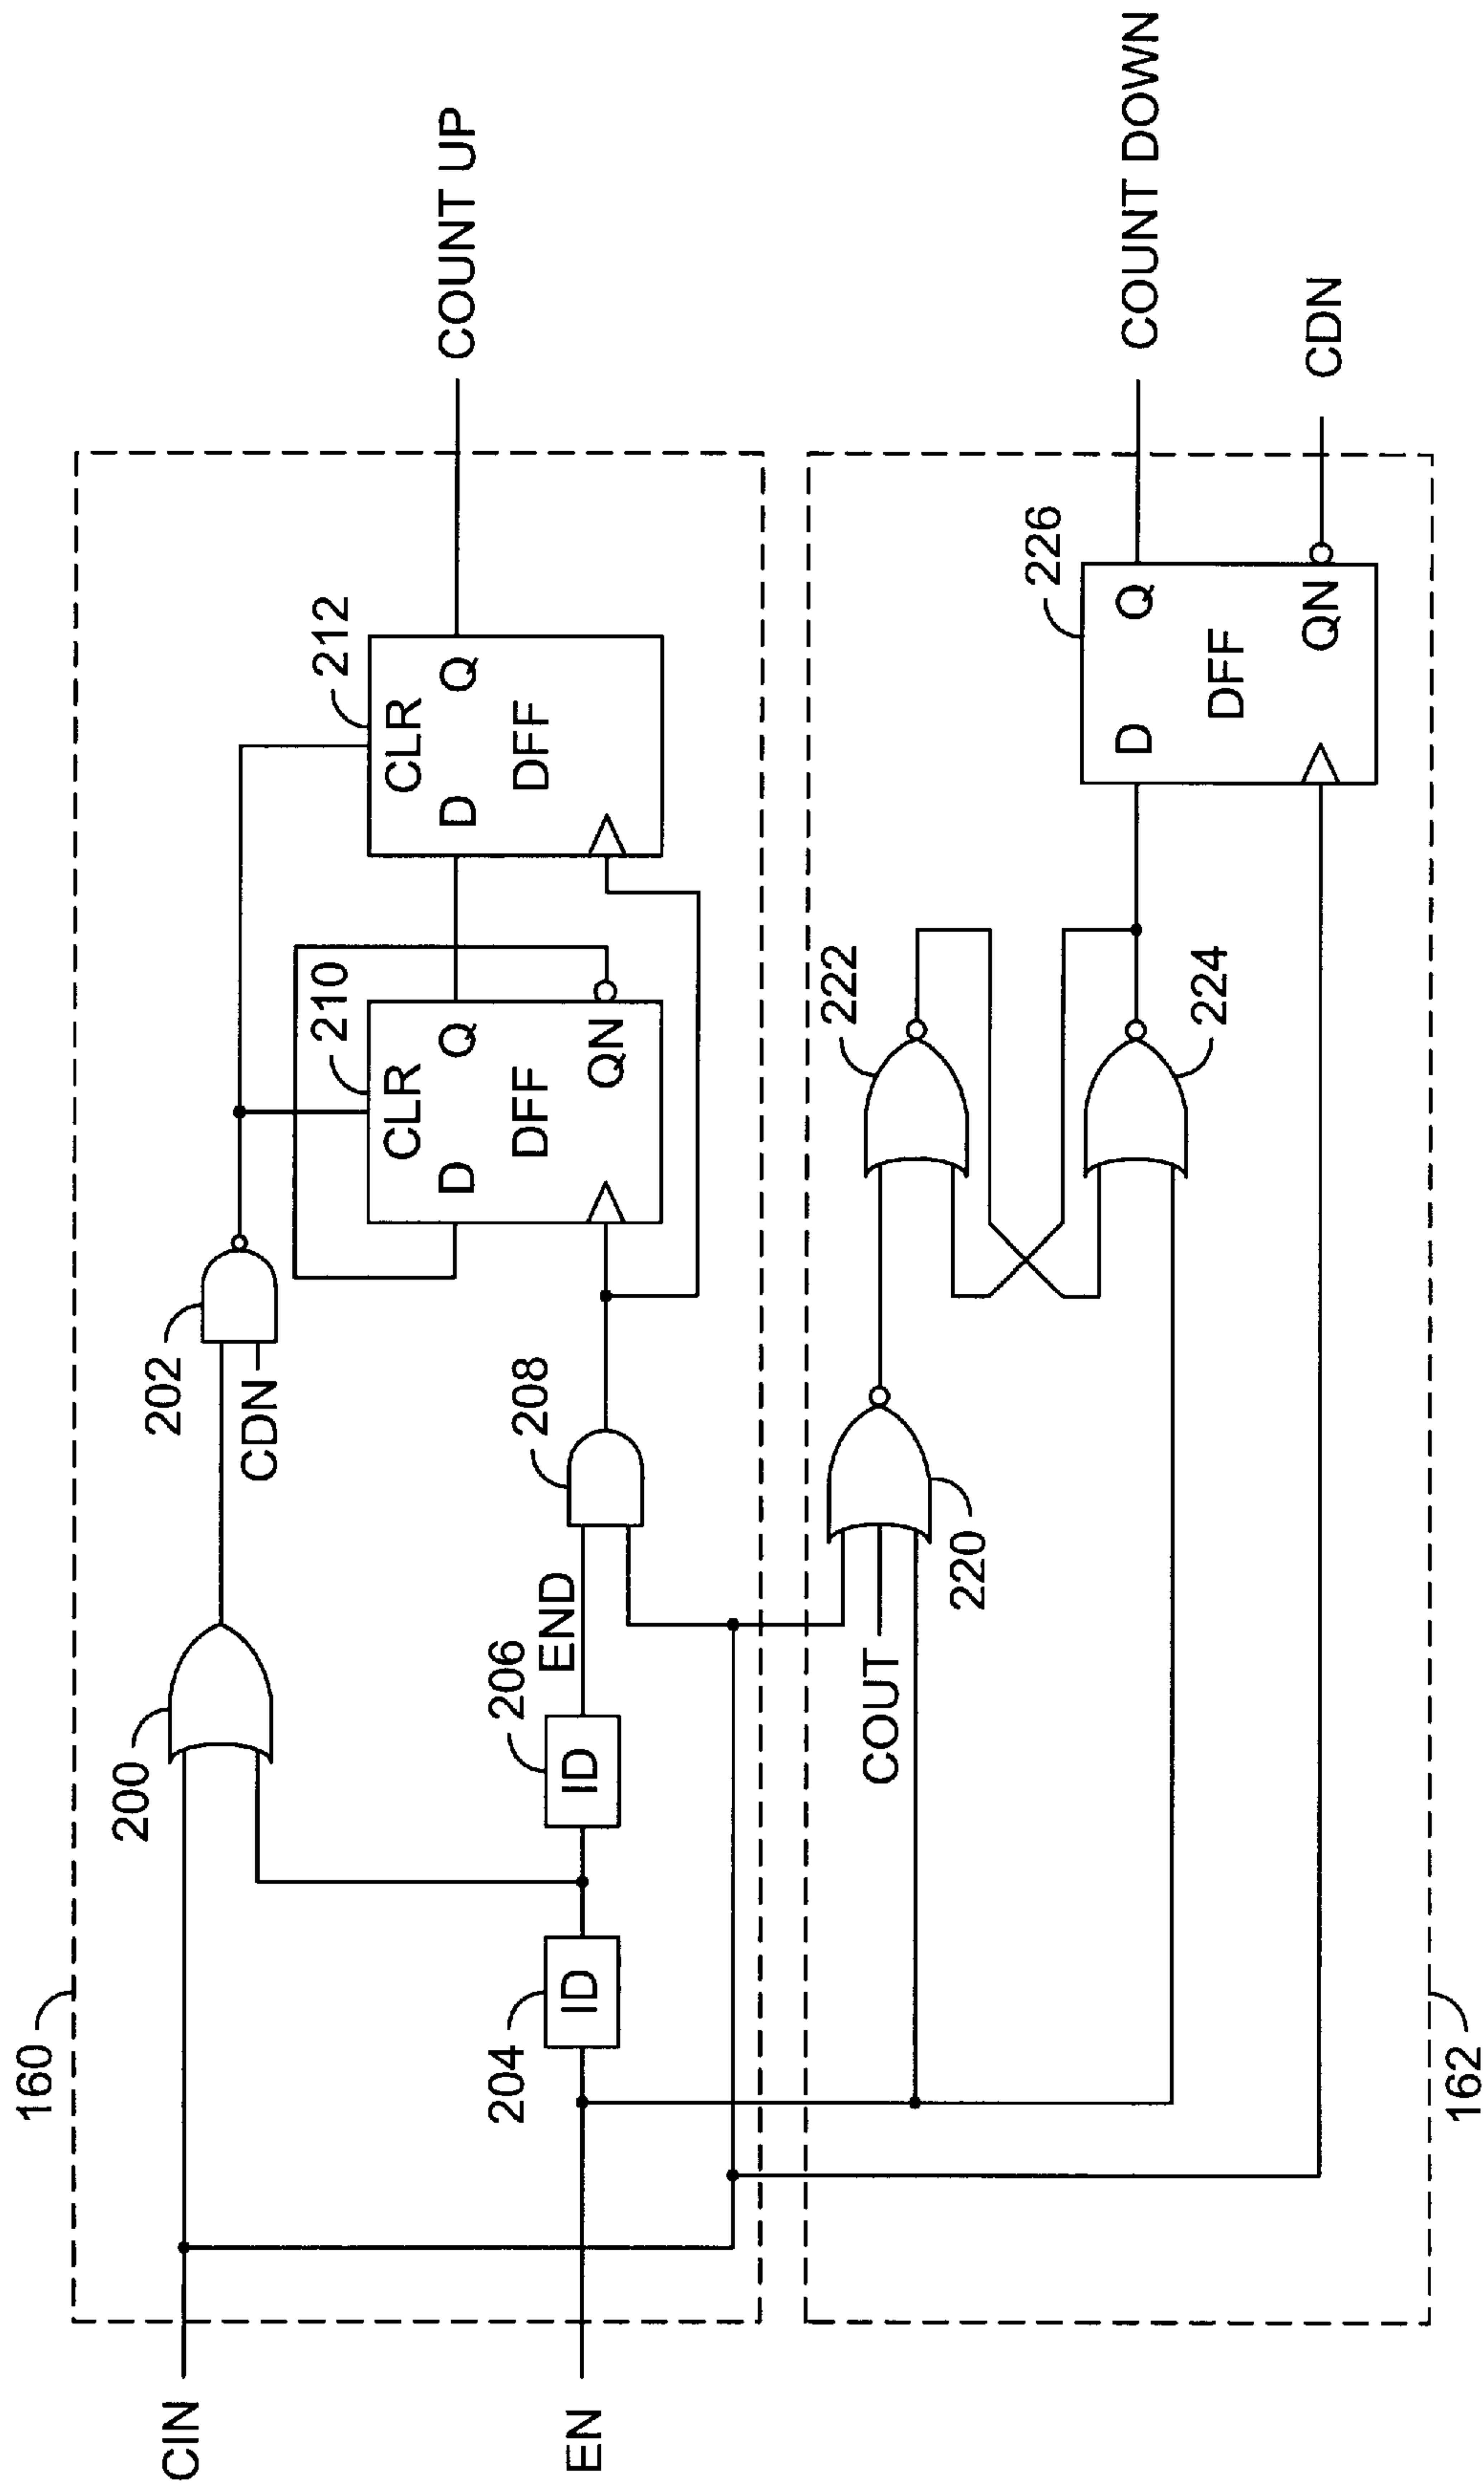 160
CIN
EN
200
202
CDN
204
ID
206
ID
END
208
210
CLR
D
Q
DFF
QN
212
CLR
D
Q
DFF
COUNT UP
162
COUT
220
222
224
226
D
Q
DFF
QN
COUNT DOWN
CDN